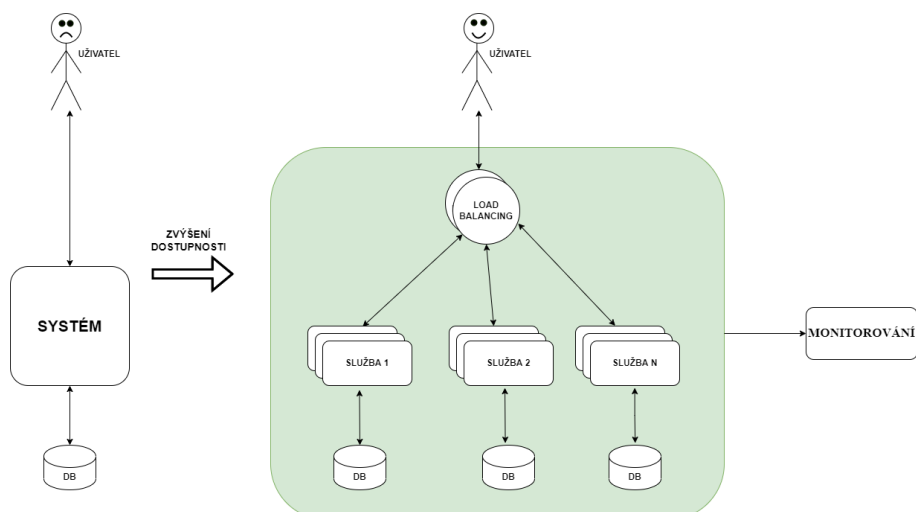 UŽIVATEL
UŽIVATEL
LOAD
BALANCING
ZVÝŠENÍ
DOSTUPNOSTI
SYSTÉM
SLUŽBA 1
SLUŽBA 2
SLUŽBA N
MONITOROVÁNÍ
DB
DB
DB
DB